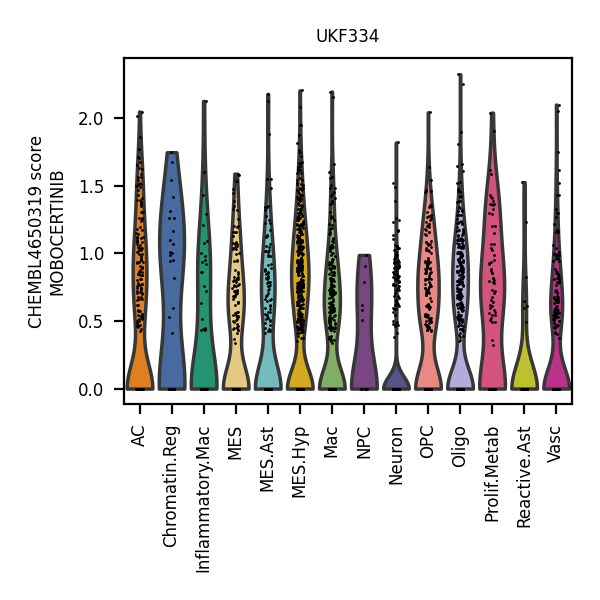 UKF334
CHEMBL4650319 score
MOBOCERTINIB
2.0
1.5
1.0
0.5
0.0
AC
Chromatin.Reg
Inflammatory.Mac
MES
MES.Ast
MES.Hyp
Mac
NPC
Neuron
OPC
Oligo
Prolif.Metab
Reactive.Ast
Vasc